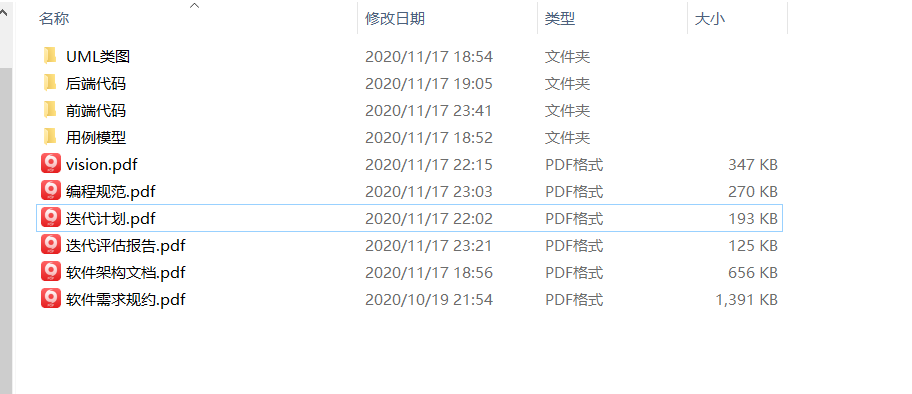 名称 修改日期 类型 大小
UML类图 2020/11/17 18:54 文件夹
后端代码 2020/11/17 19:05 文件夹
前端代码 2020/11/17 23:41 文件夹
用例模型 2020/11/17 18:52 文件夹
vision.pdf 2020/11/17 22:15 PDF格式 347 KB
编程规范.pdf 2020/11/17 23:03 PDF格式 270 KB
迭代计划.pdf 2020/11/17 22:02 PDF格式 193 KB
迭代评估报告.pdf 2020/11/17 23:21 PDF格式 125 KB
软件架构文档.pdf 2020/11/17 18:56 PDF格式 656 KB
软件需求规约.pdf 2020/10/19 21:54 PDF格式 1,391 KB